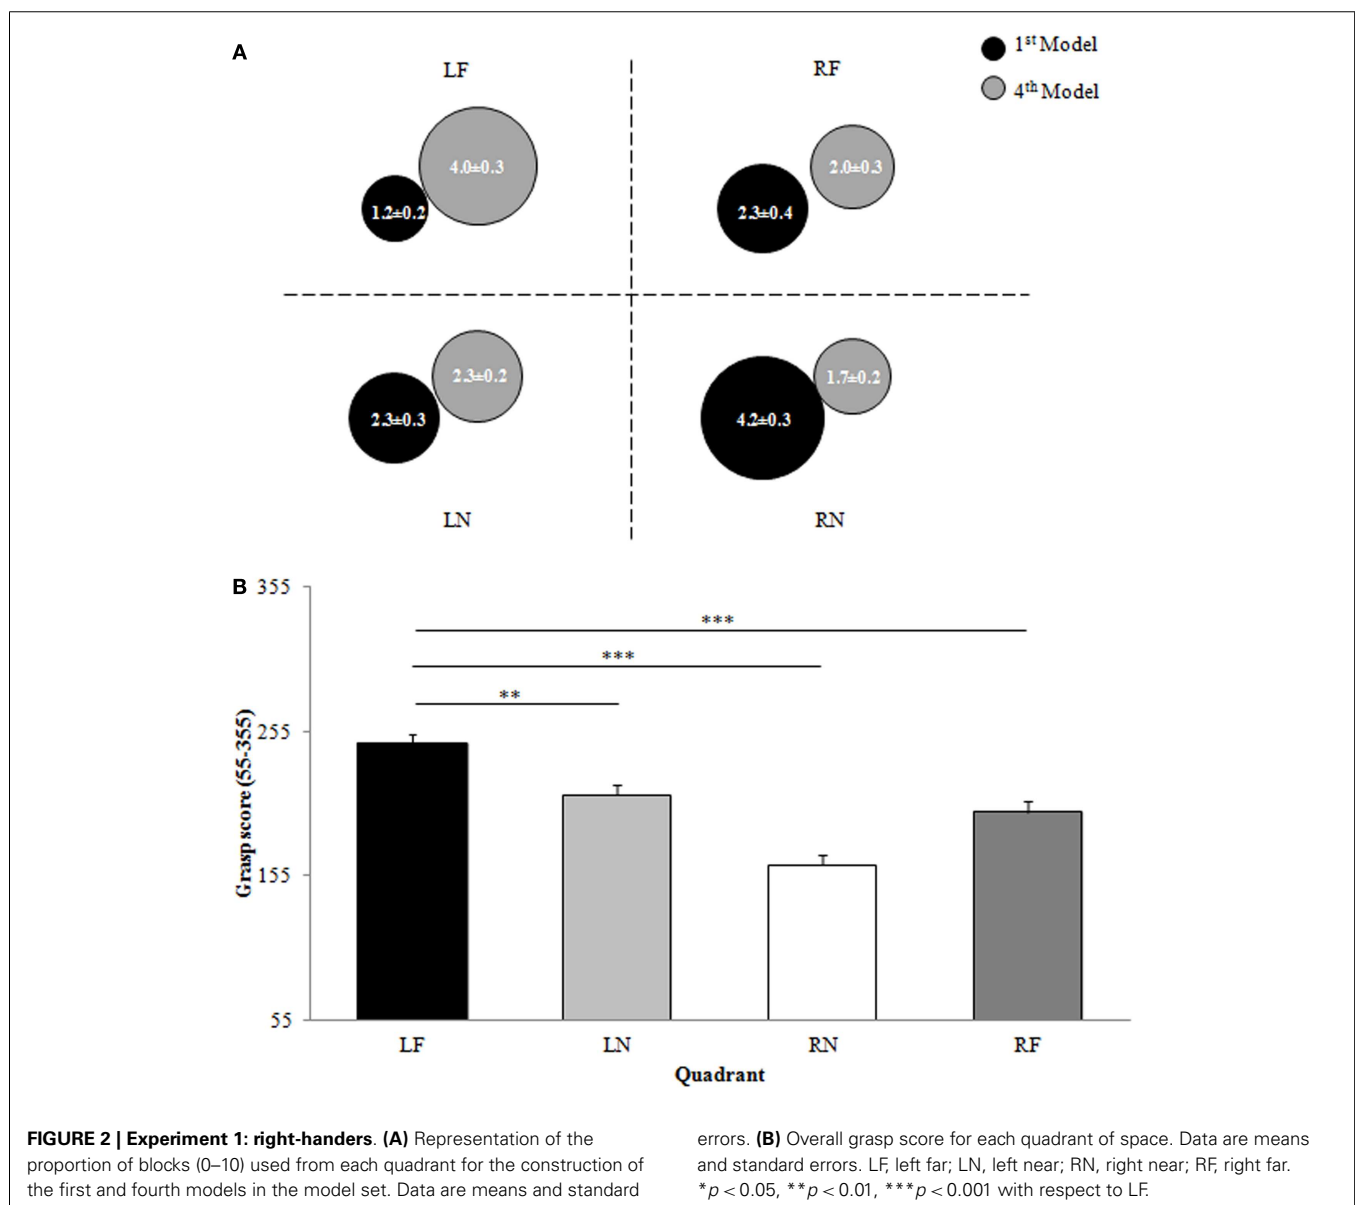 A
LF
RF
1st Model
4th Model
4.0±0.3
1.2±0.2
2.0±0.3
2.3±0.4
2.3±0.2
2.3±0.3
1.7±0.2
4.2±0.3
LN
RN
B
355
255
155
55
Grasp score (55-355)
***
***
**
LF
LN
RN
RF
Quadrant
FIGURE 2 | Experiment 1: right-handers. (A) Representation of the
proportion of blocks (0–10) used from each quadrant for the construction of
the first and fourth models in the model set. Data are means and standard
errors. (B) Overall grasp score for each quadrant of space. Data are means
and standard errors. LF, left far; LN, left near; RN, right near; RF, right far.
*p < 0.05, **p < 0.01, ***p < 0.001 with respect to LF.